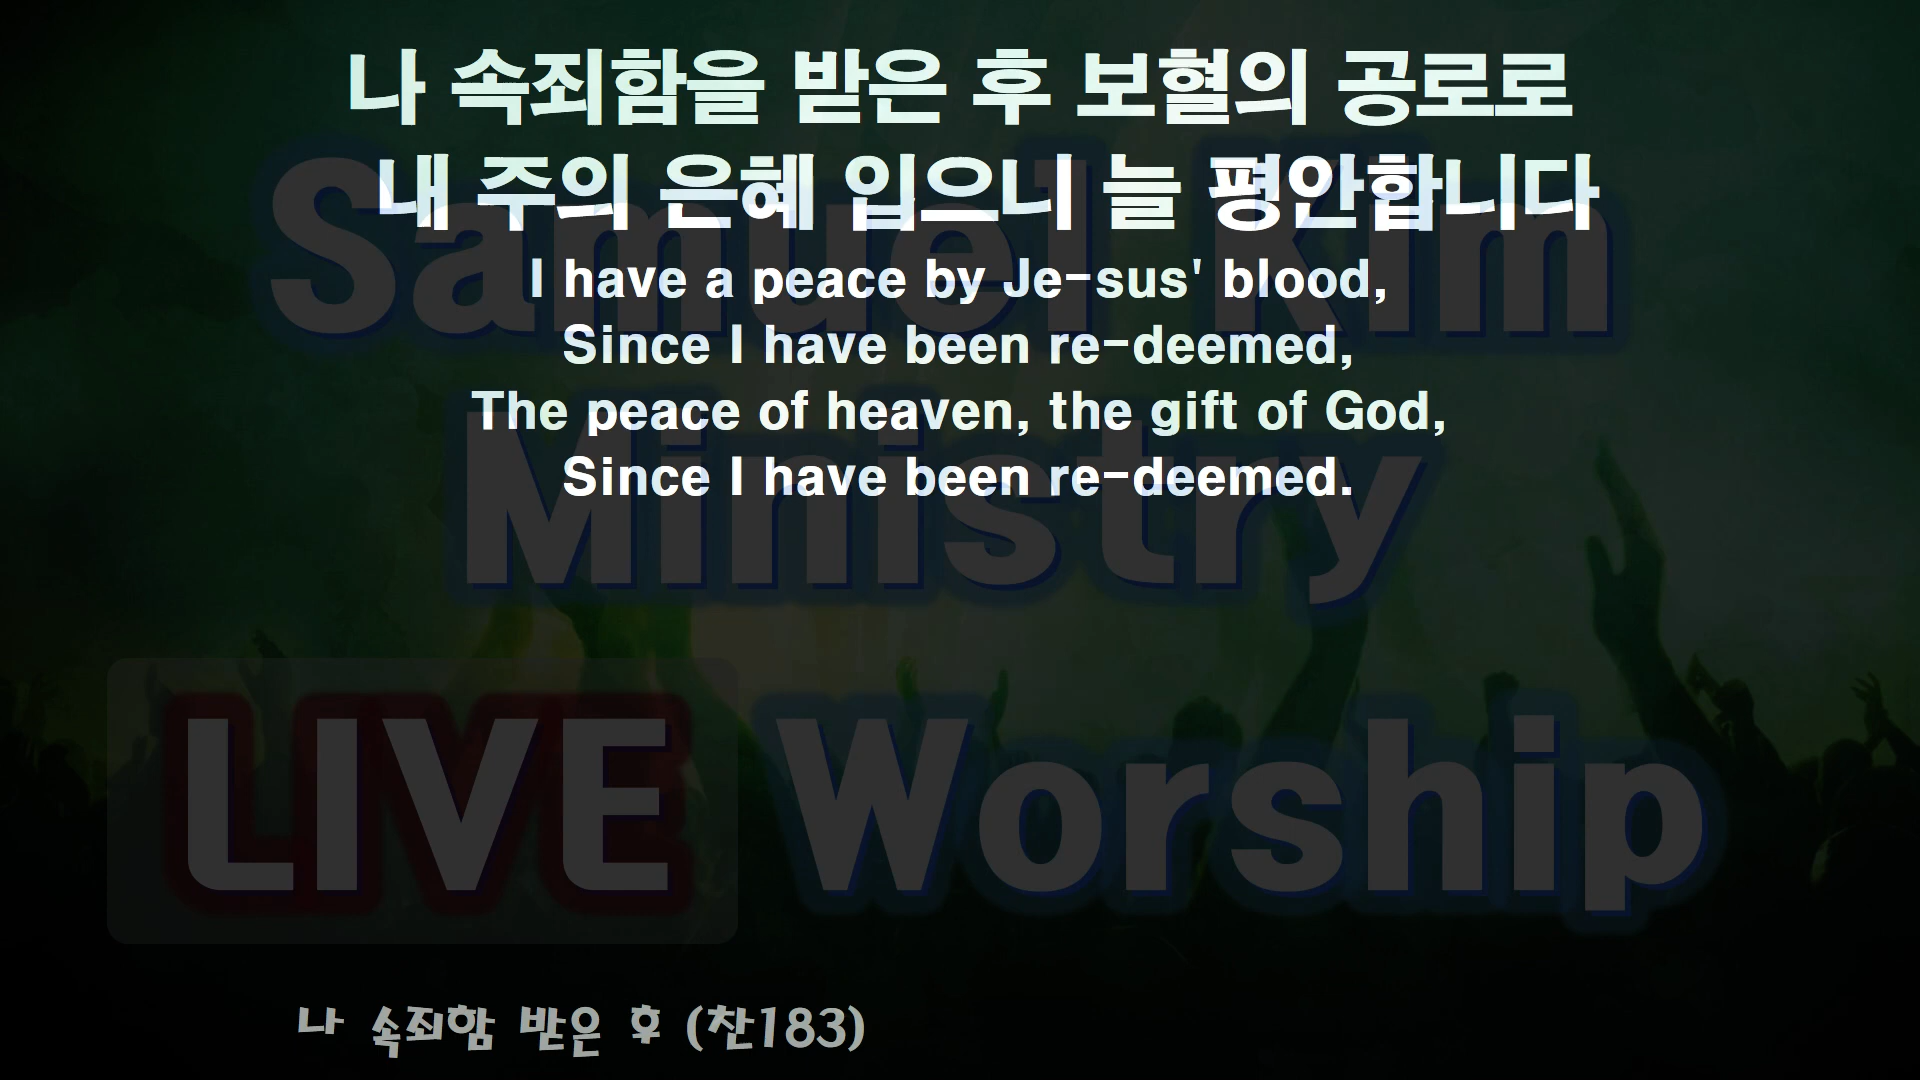 나 속죄함을 받은 후 보혈의 공로로
내 주의 은혜 입으니 늘 평안합니다
I have a peace by Je-sus' blood,
Since I have been re-deemed,
The peace of heaven, the gift of God,
Since I have been re-deemed.
Samuel Kim
Ministry
LIVE Worship
나 속죄함 받은 후 (찬183)